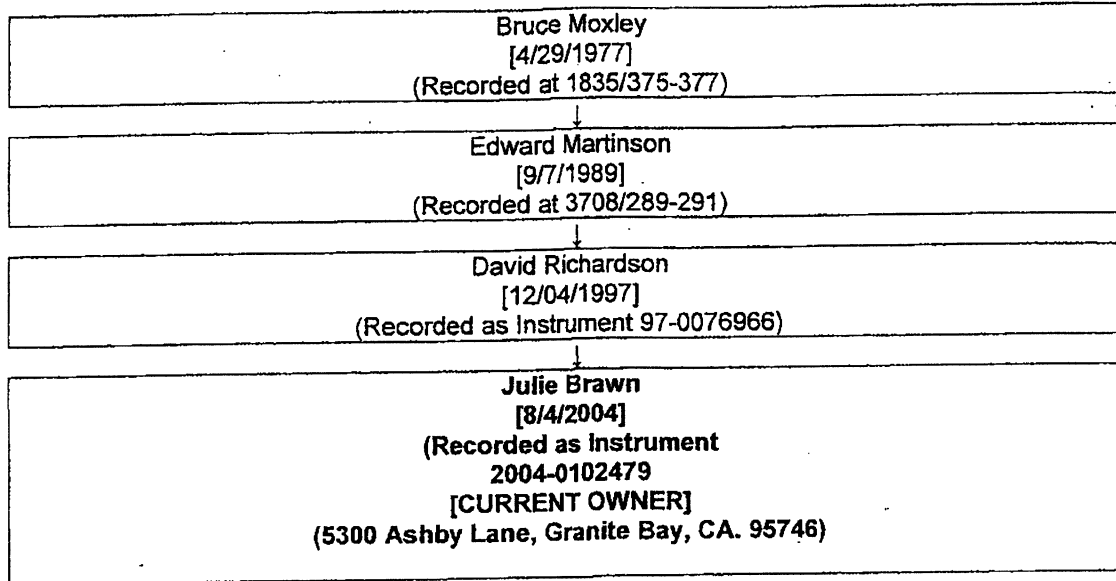 Bruce Moxley
[4/29/1977]
(Recorded at 1835/375-377)
Edward Martinson
[9/7/1989]
(Recorded at 3708/289-291)
David Richardson
[12/04/1997]
(Recorded as Instrument 97-0076966)
Julie Brawn
[8/4/2004]
(Recorded as Instrument
2004-0102479
[CURRENT OWNER]
(5300 Ashby Lane, Granite Bay, CA. 95746)